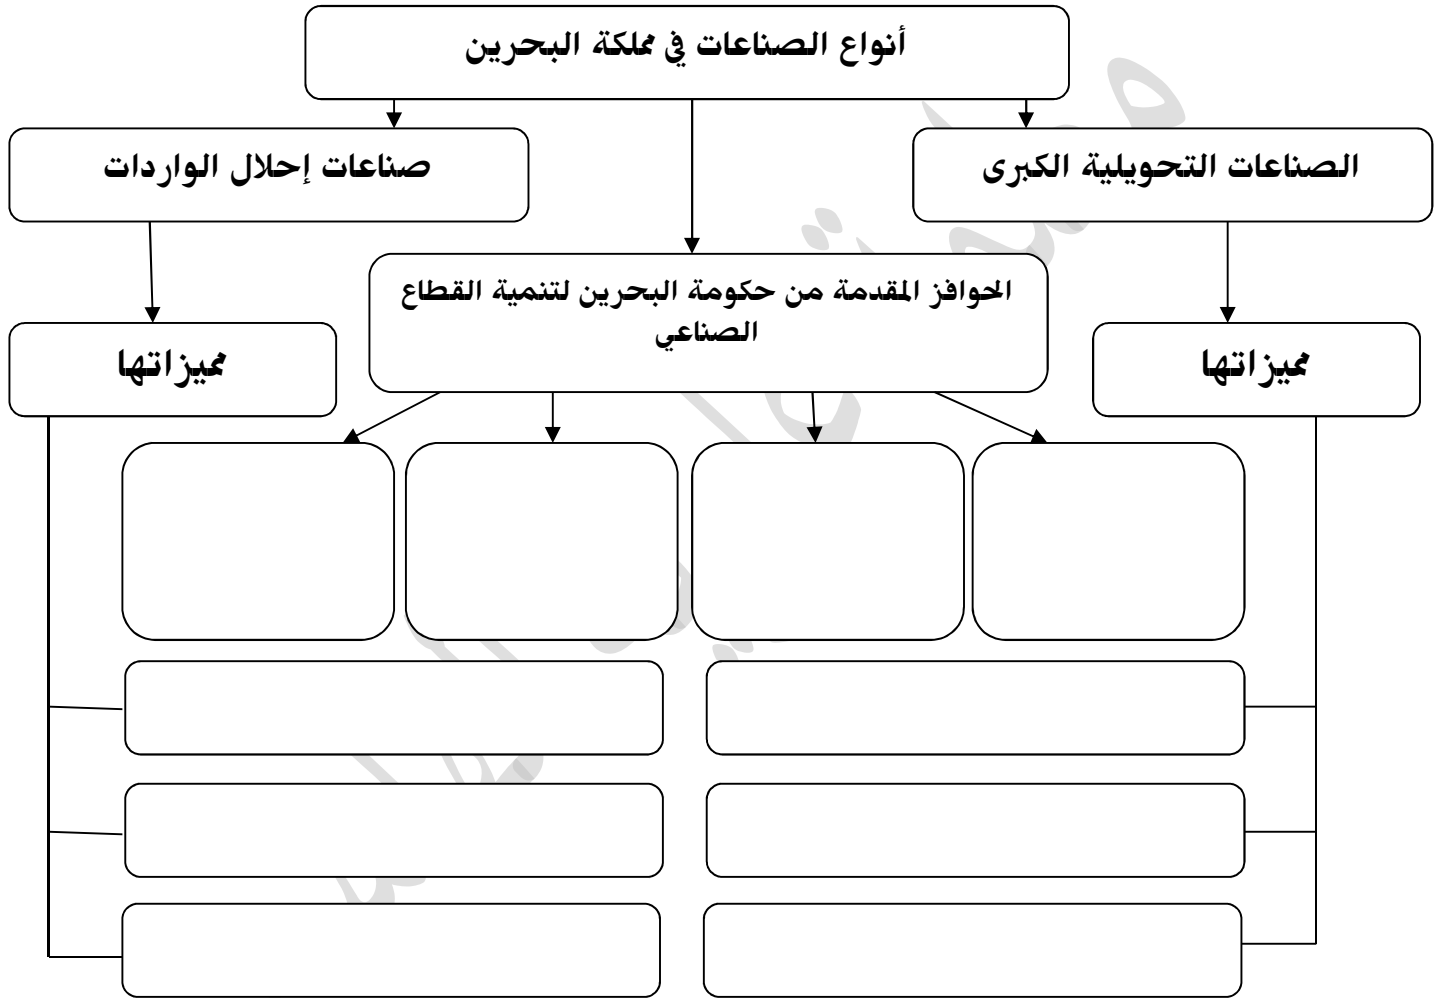 أنواع الصناعات في مملكة البحرين
الصناعات التحويلية الكبرى
صناعات إحلال الواردات
الحوافز المقدمة من حكومة البحرين لتنمية القطاع
الصناعي
مميزاتها
مميزاتها